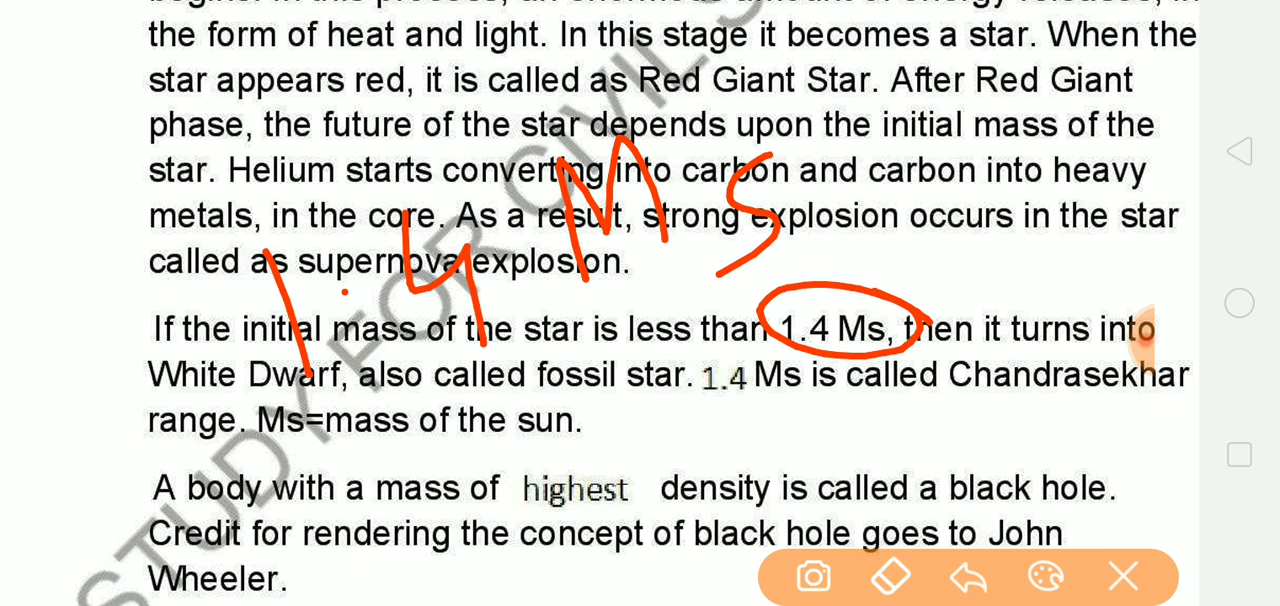 the form of heat and light. In this stage it becomes a star. When the
star appears red, it is called as Red Giant Star. After Red Giant
phase, the future of the star depends upon the initial mass of the
star. Helium starts converting into carbon and carbon into heavy
metals, in the core. As a result, strong explosion occurs in the star
called as supernova explosion.
1.4 Ms
If the initial mass of the star is less than 1.4 Ms, then it turns into
White Dwarf, also called fossil star. 1.4 Ms is called Chandrasekhar
range. Ms=mass of the sun.
A body with a mass of highest density is called a black hole.
Credit for rendering the concept of black hole goes to John
Wheeler.
STUDY FOR CIVIL S